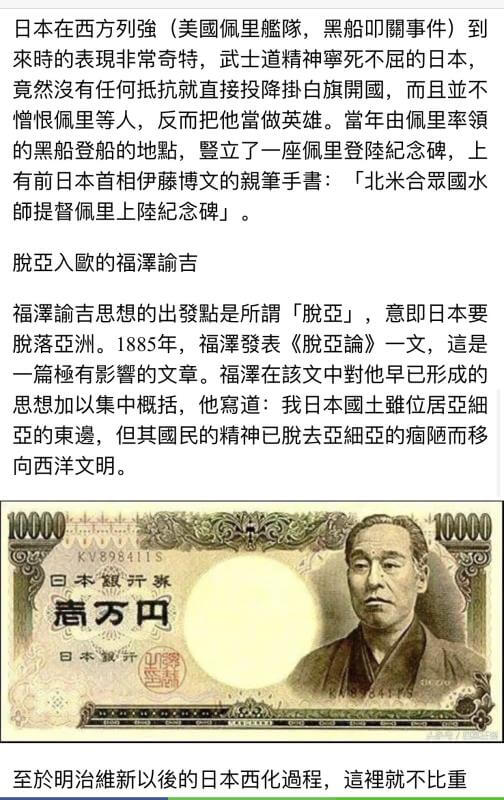 日本在西方列強（美國佩里艦隊，黑船叩關事件）到
來時的表現非常奇特，武士道精神寧死不屈的日本，
竟然沒有任何抵抗就直接投降掛白旗開國，而且並不
憎恨佩里等人，反而把他當做英雄。當年由佩里率領
的黑船登船的地點，豎立了一座佩里登陸紀念碑，上
有前日本首相伊藤博文的親筆手書：「北米合眾國水
師提督佩里上陸紀念碑」。
脫亞入歐的福澤諭吉
福澤諭吉思想的出發點是所謂「脫亞」，意即日本要
脫落亞洲。1885年，福澤發表《脫亞論》一文，這是
一篇極有影響的文章。福澤在該文中對他早已形成的
思想加以集中概括，他寫道：我日本國土雖位居亞細
亞的東邊，但其國民的精神已脫去亞細亞的痼陋而移
向西洋文明。
10000 10000
KV898411S
日本銀行券
壱万円
日本銀行
KV898411S
至於明治維新以後的日本西化過程，這裡就不比重